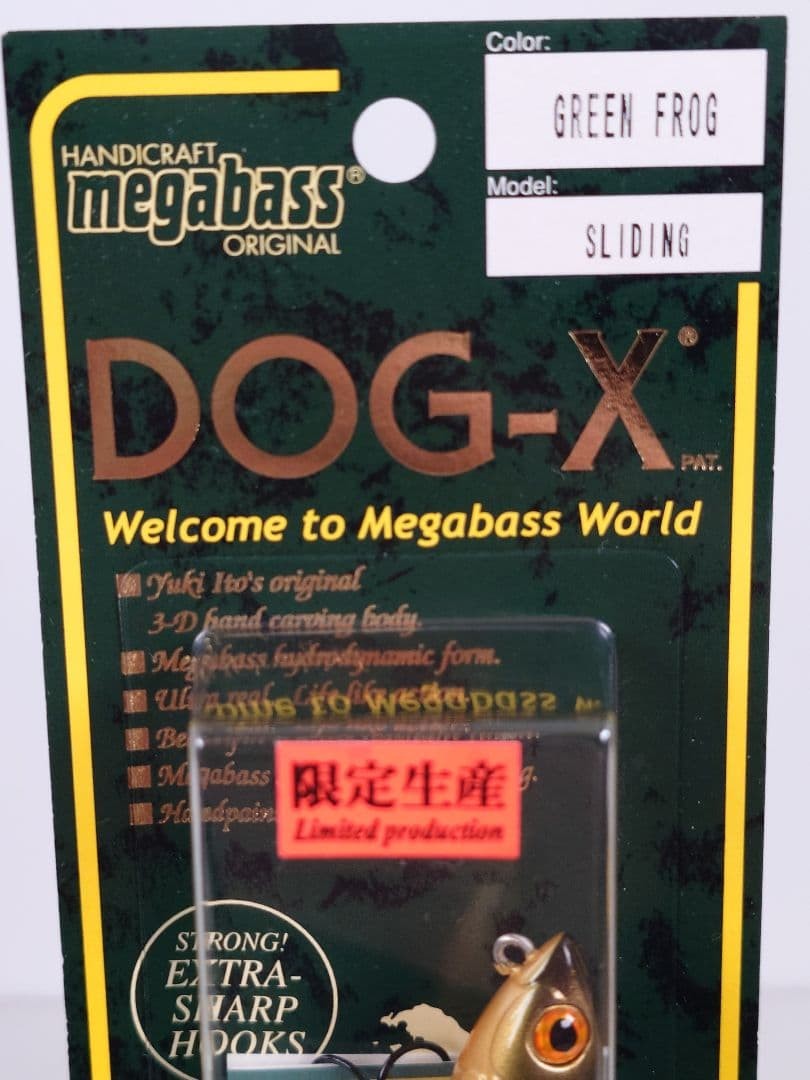 Color:
GREEN FROG
HANDICRAFT
megabass®
ORIGINAL
Model:
SLIDING
DOG-X®
PAT.
Welcome to Megabass World
Yuki Ito's original
3-D hand carving body.
Megabass hydrodynamic form.
Megabass
限定生産
Limited production
STRONG!
EXTRA-
SHARP
HOOKS